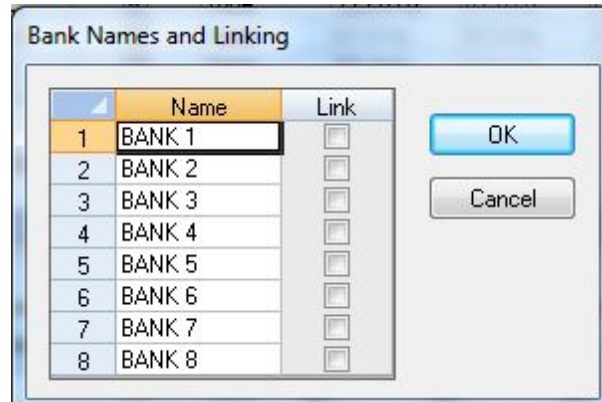 Bank Names and Linking
Name Link
1 BANK 1
2 BANK 2
3 BANK 3
4 BANK 4
5 BANK 5
6 BANK 6
7 BANK 7
8 BANK 8
OK
Cancel